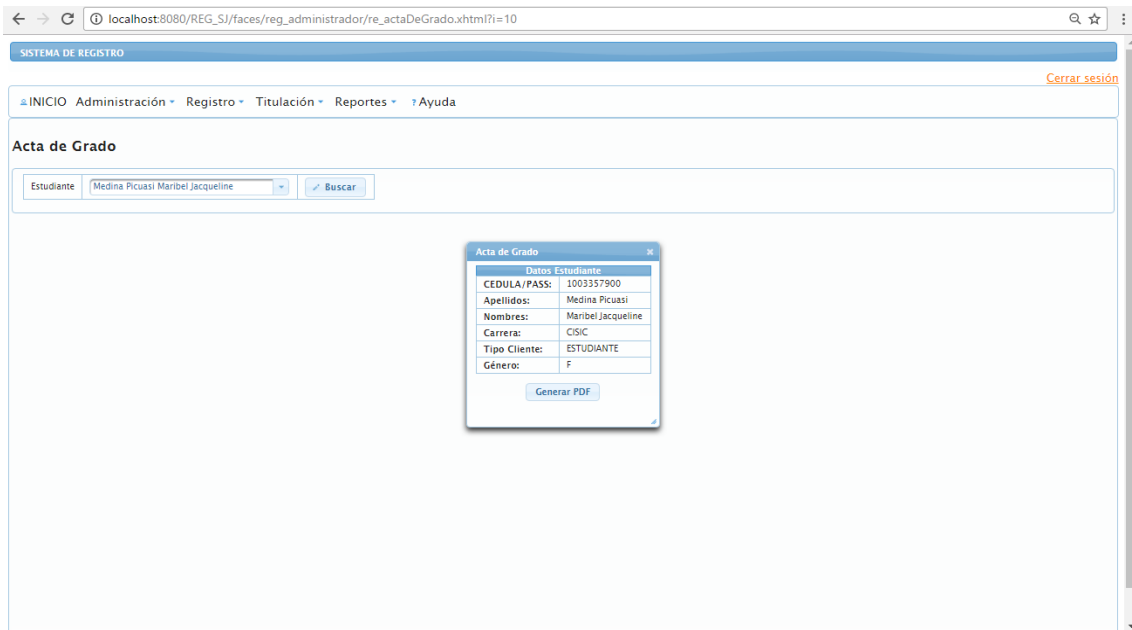 localhost:8080/REG_SJ/faces/reg_administrador/re_actaDeGrado.xhtml?i=10
SISTEMA DE REGISTRO
Cerrar sesión
INICIO Administración Registro Titulación Reportes ? Ayuda
Acta de Grado
Estudiante Medina Picuasi Maribel Jacqueline Buscar
Acta de Grado
Datos Estudiante
CEDULA/PASS: 1003357900
Apellidos: Medina Picuasi
Nombres: Maribel Jacqueline
Carrera: CISIC
Tipo Cliente: ESTUDIANTE
Género: F
Generar PDF